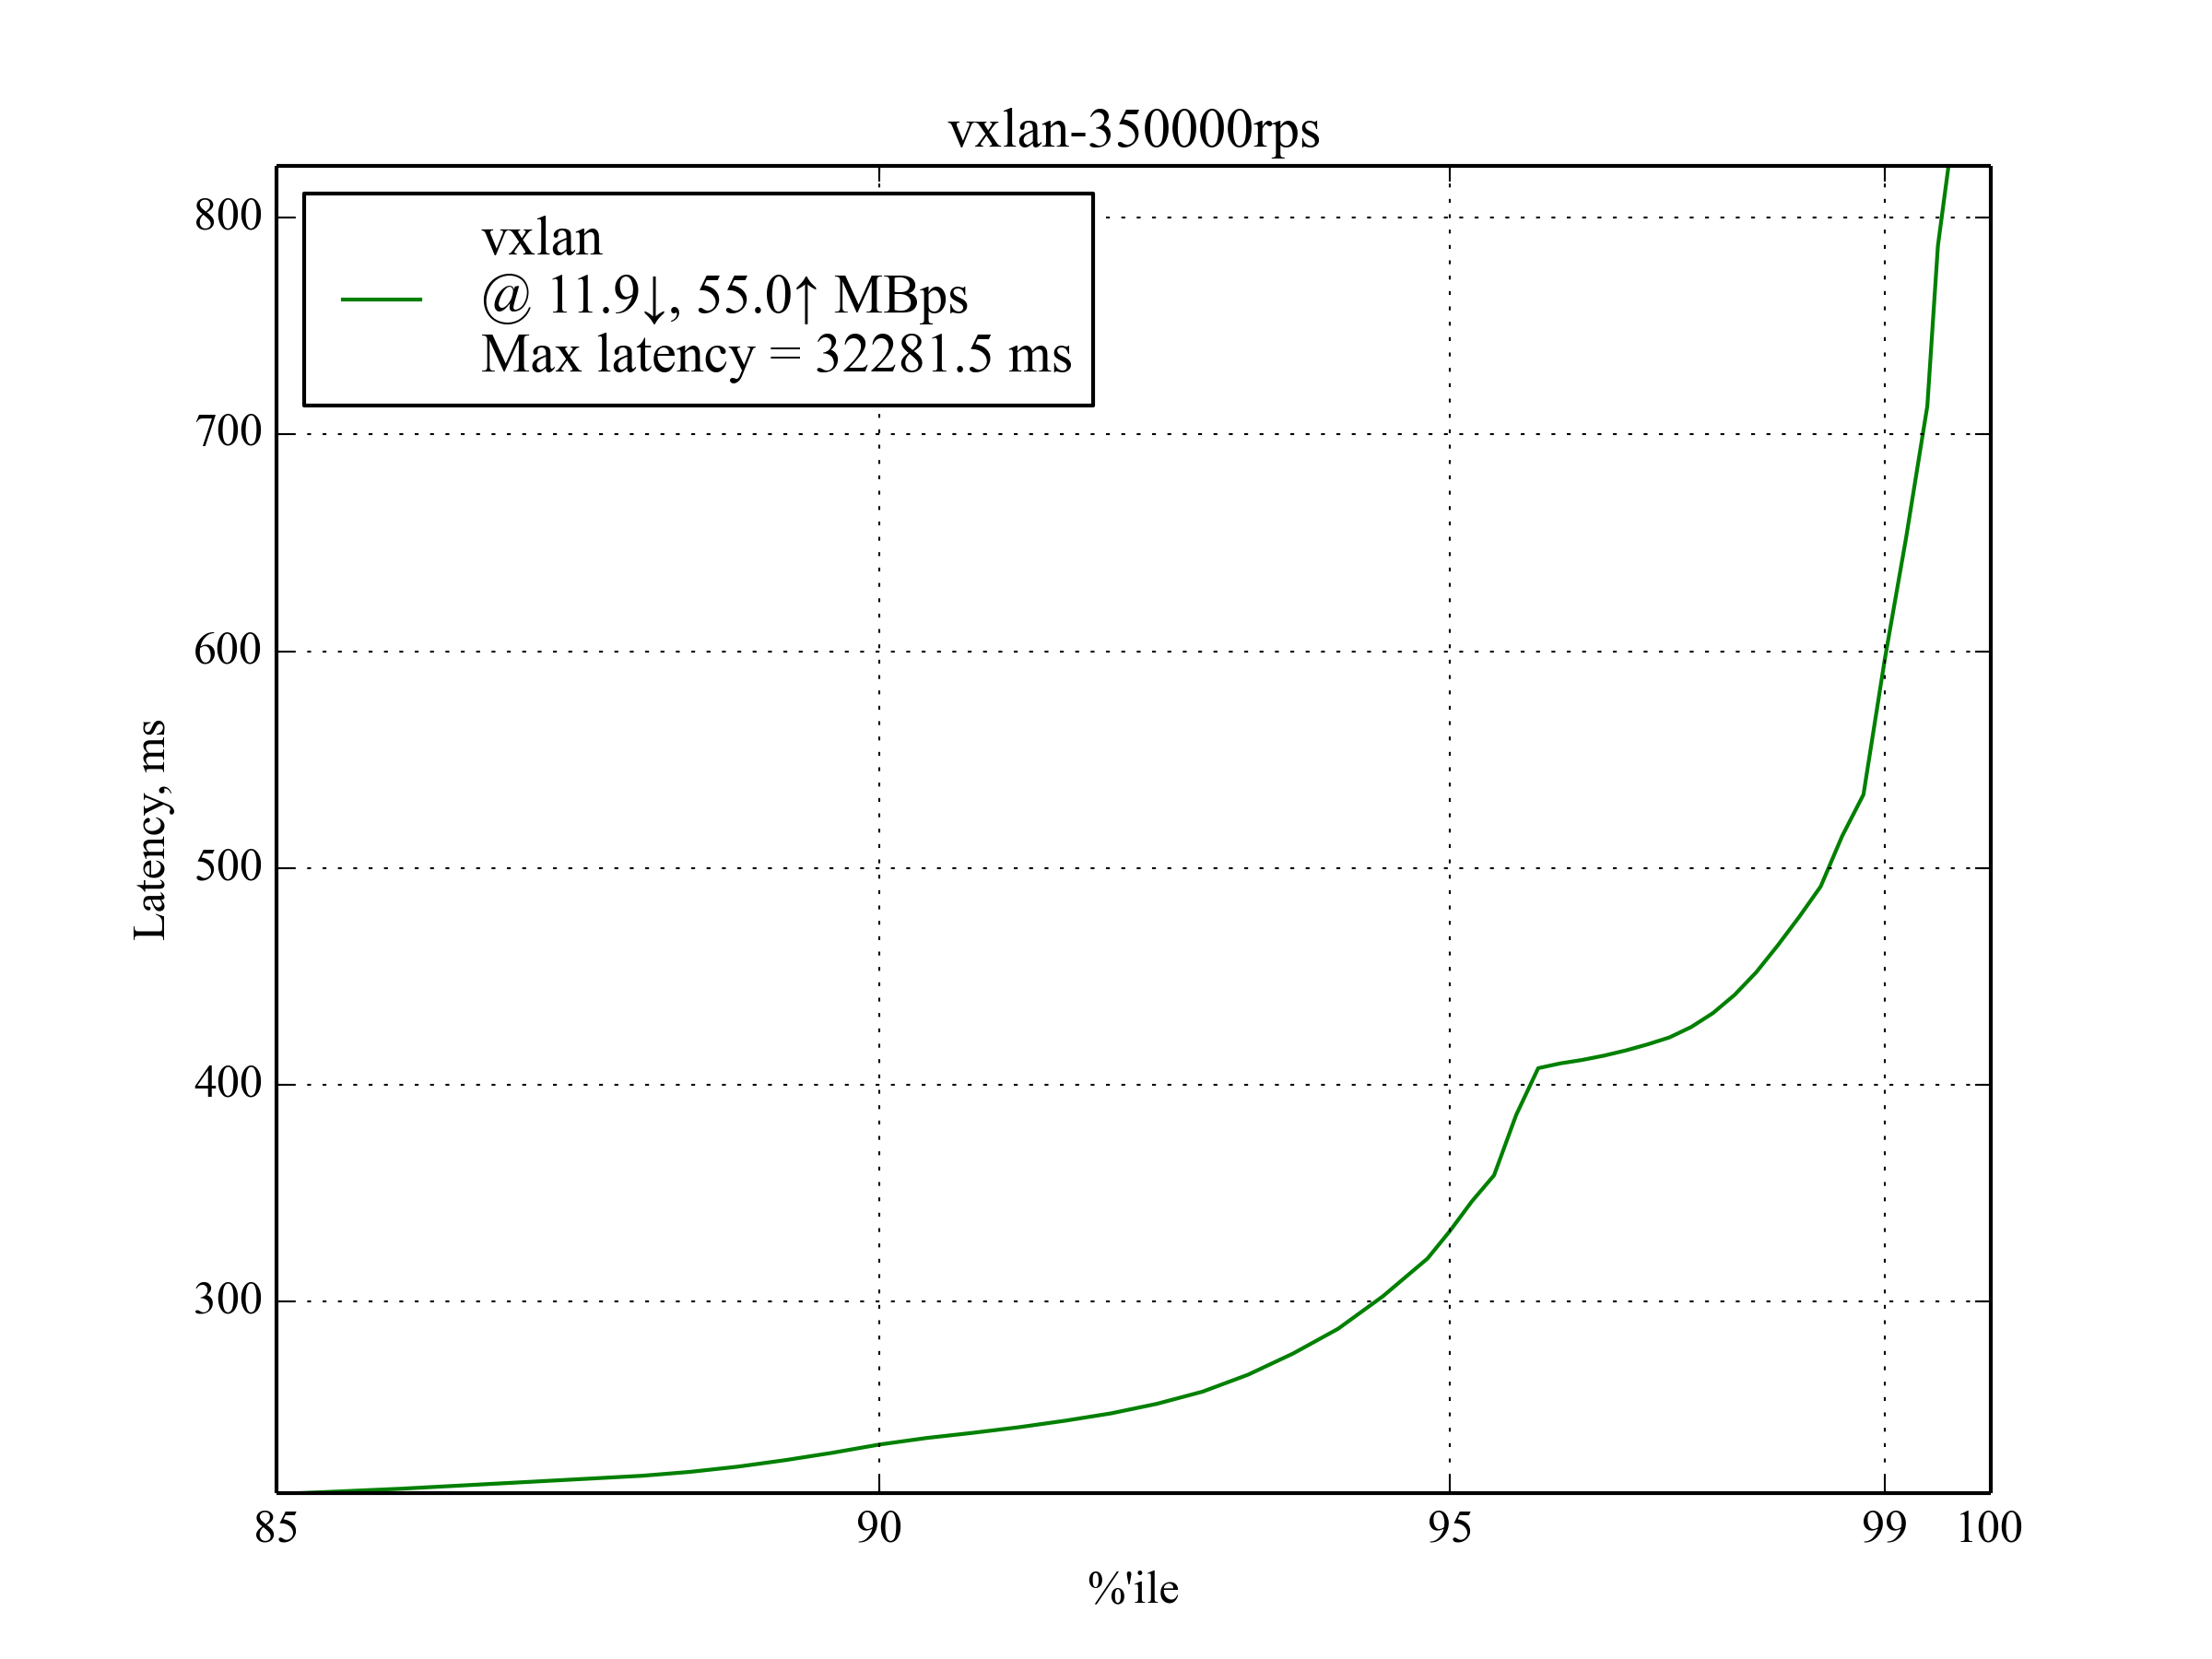 vxlan-350000rps
vxlan
@ 11.9↓, 55.0↑ MBps
Max latency = 32281.5 ms
800
700
600
500
400
300
Latency, ms
85 90 95 99 100
%'ile